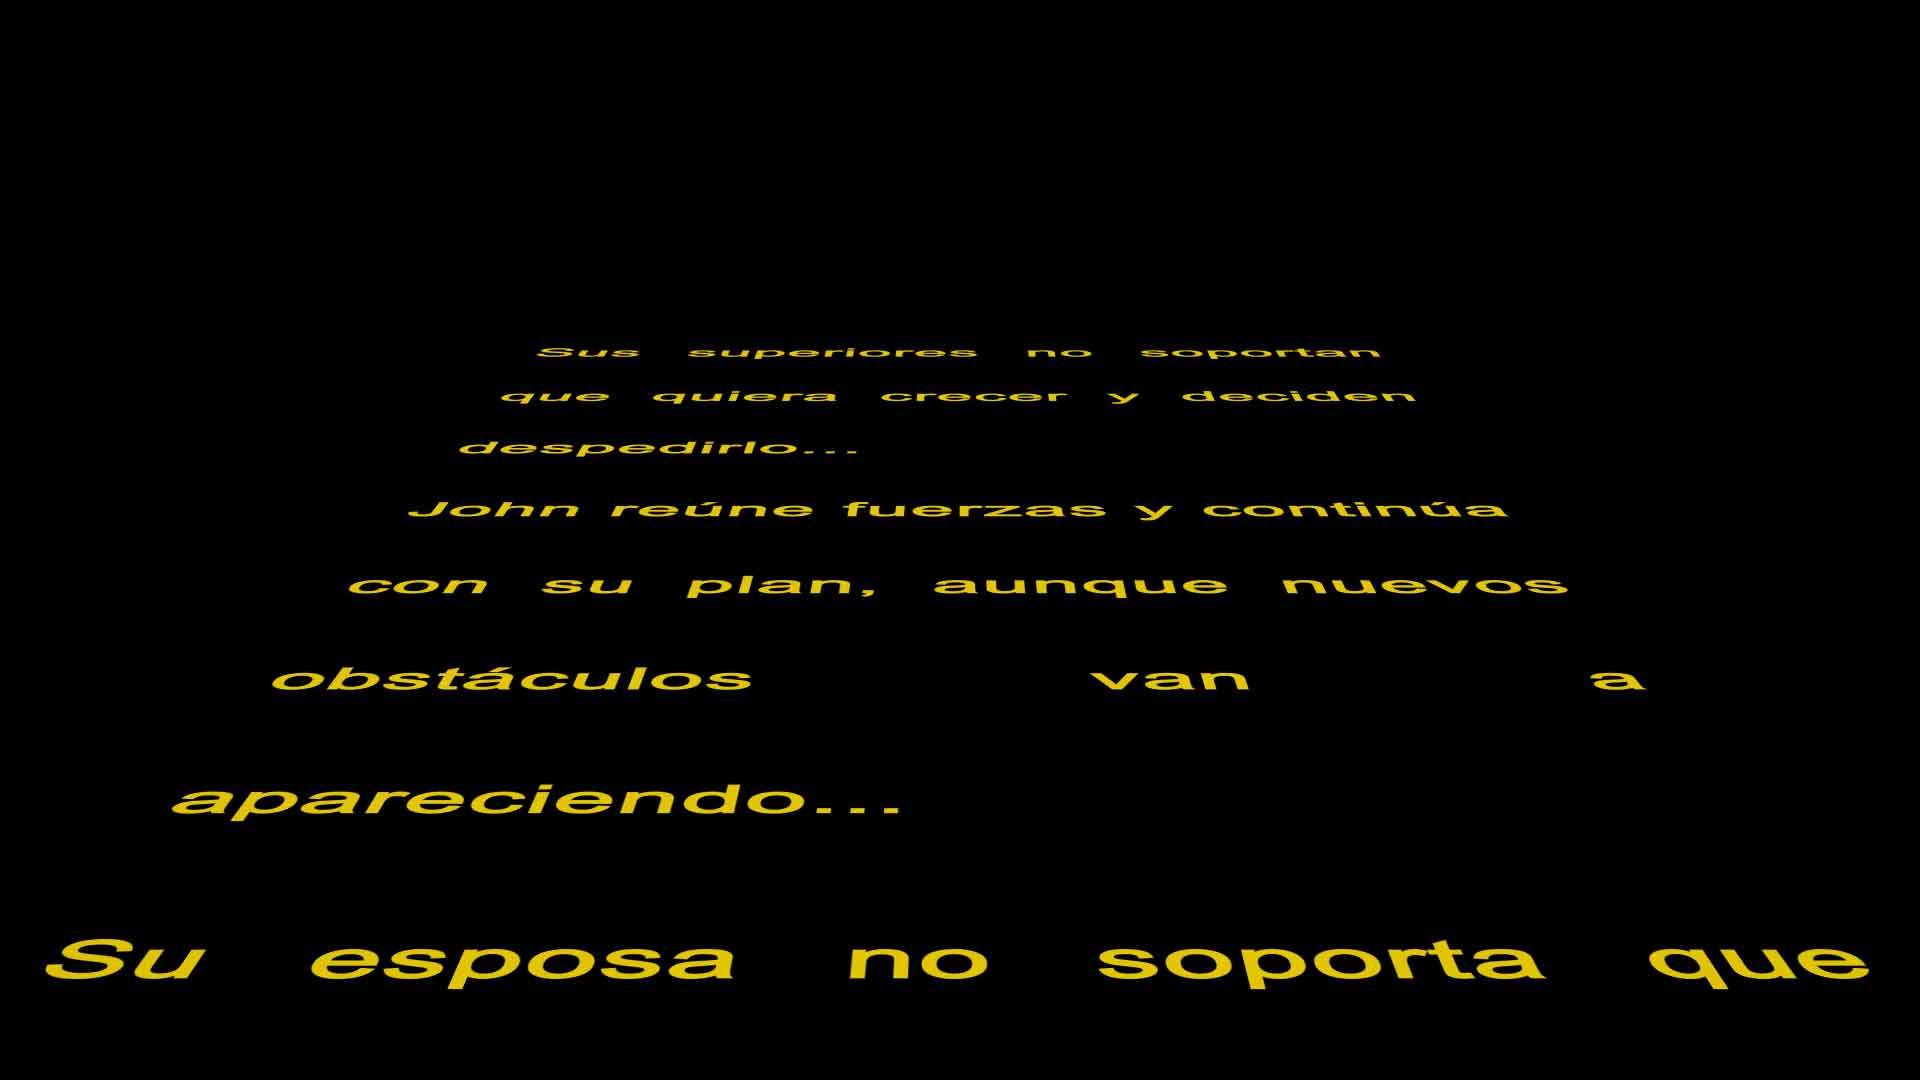 Sus superiores no soportan
que quiera crecer y deciden
despedirlo...
John reúne fuerzas y continúa
con su plan, aunque nuevos
obstáculos van a
apareciendo...
Su esposa no soporta que